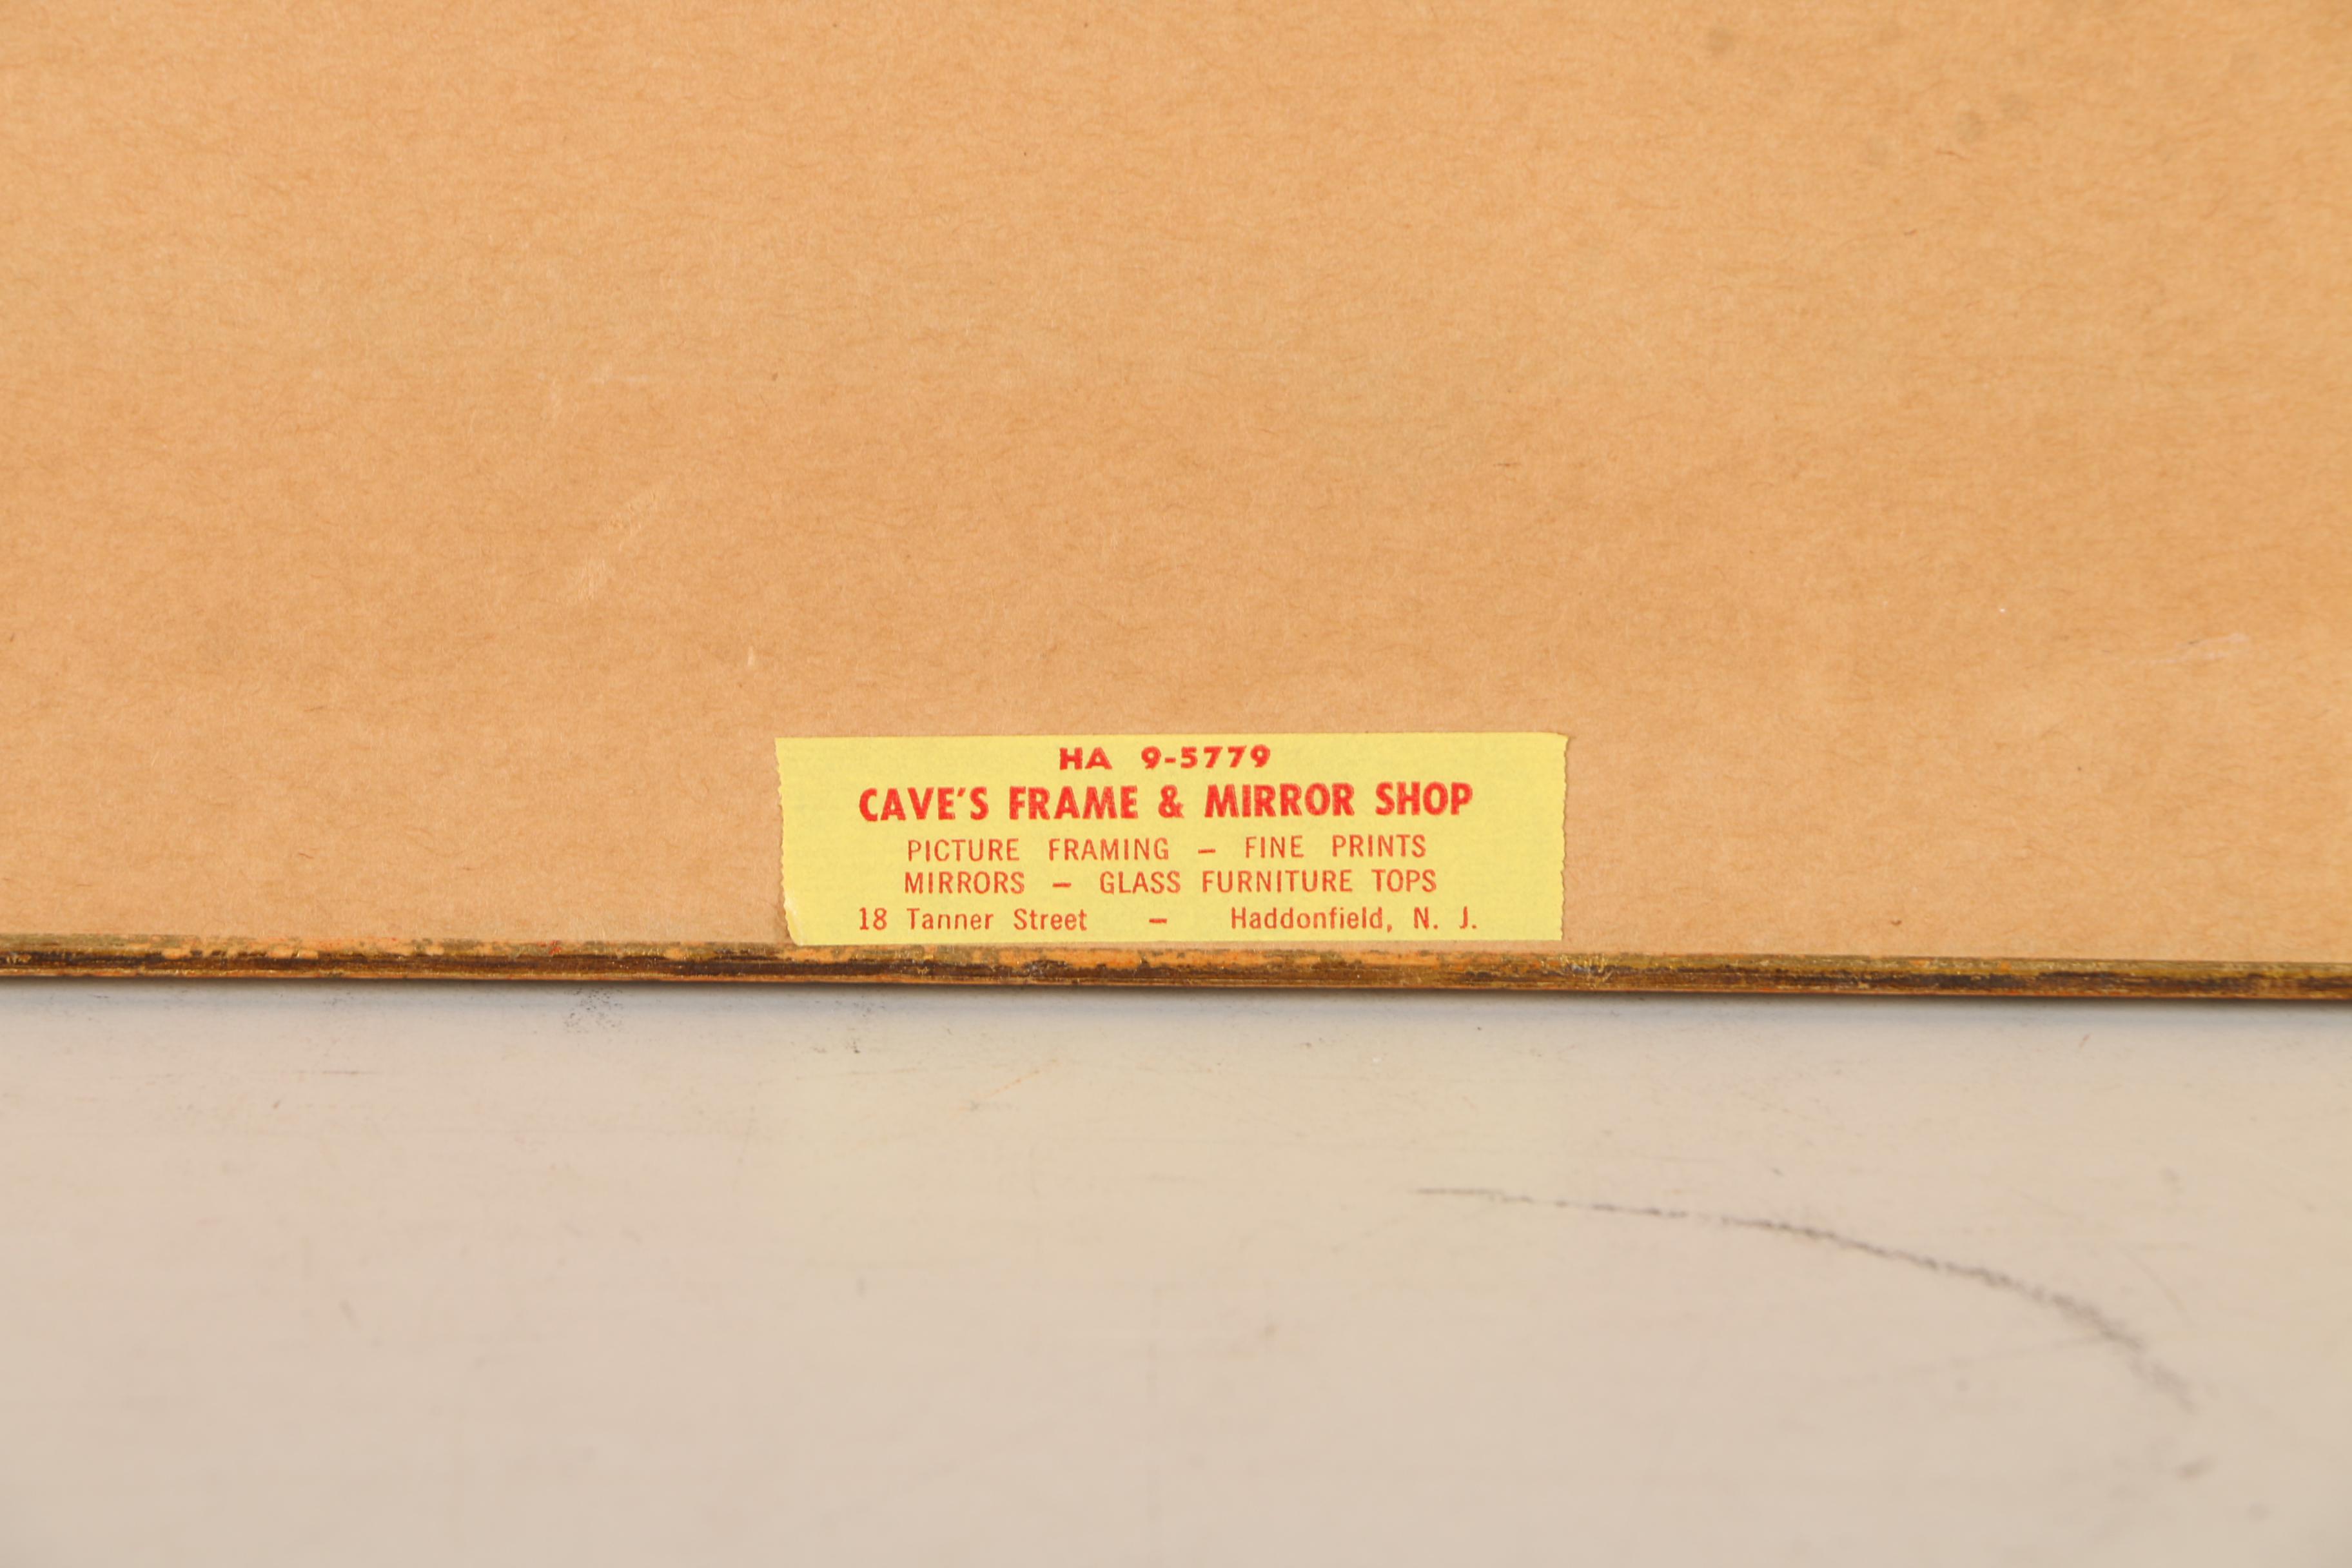 HA 9-5779
CAVE'S FRAME & MIRROR SHOP
PICTURE FRAMING – FINE PRINTS
MIRRORS – GLASS FURNITURE TOPS
18 Tanner Street – Haddonfield, N. J.